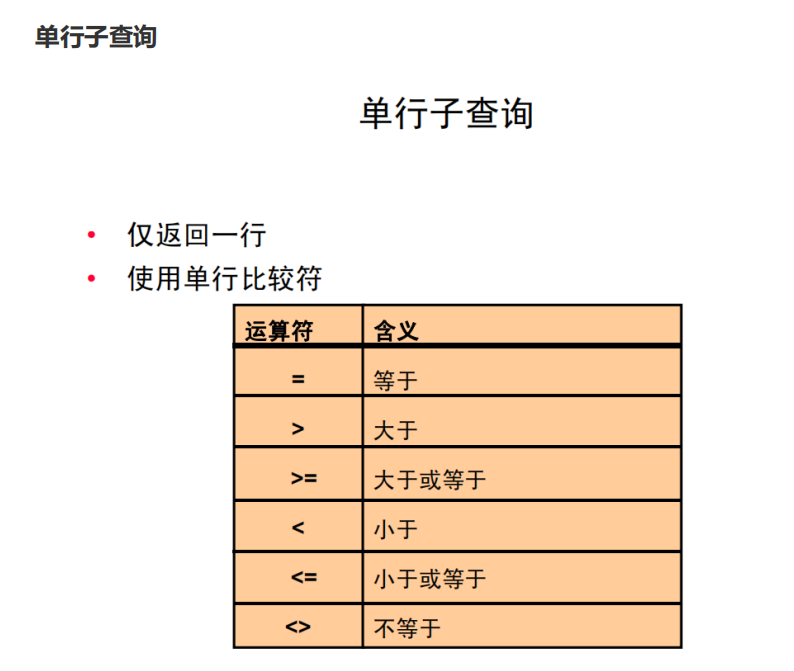 单行子查询
单行子查询
• 仅返回一行
• 使用单行比较符
运算符 含义
= 等于
> 大于
>= 大于或等于
< 小于
<= 小于或等于
<> 不等于